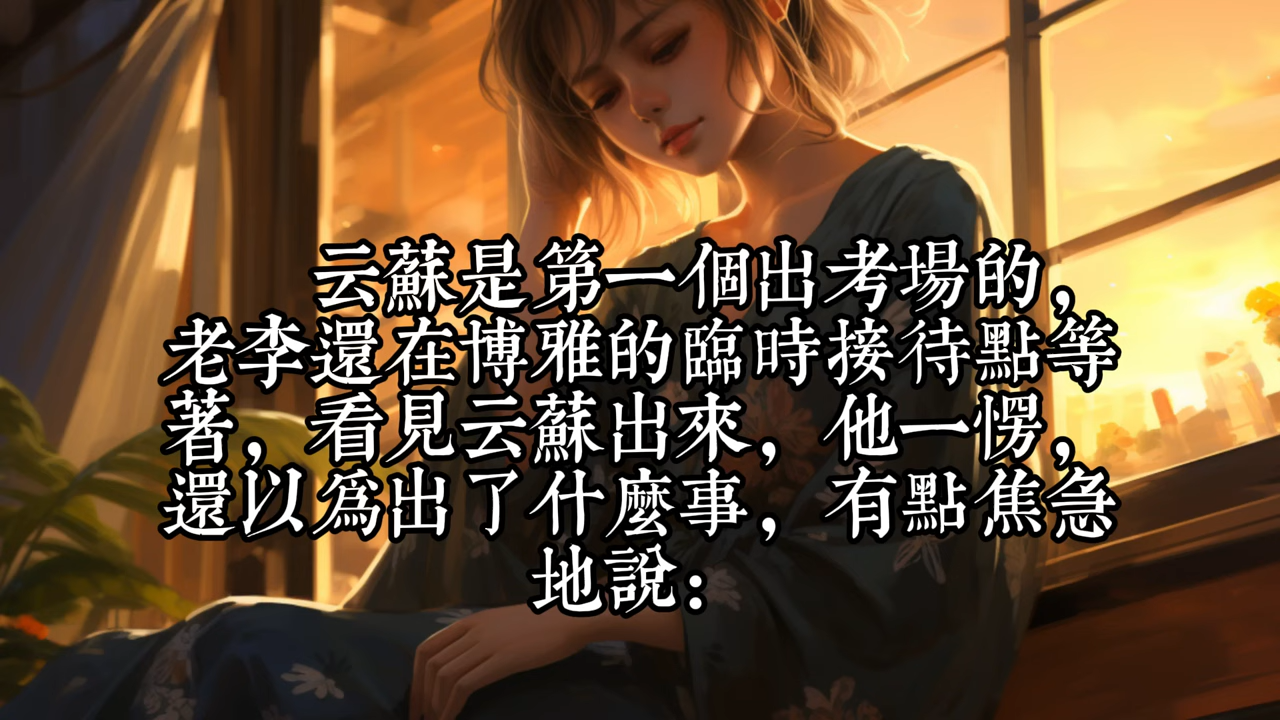 云蘇是第一個出考場的，
老李還在博雅的臨時接待點等
著，看見云蘇出來，他一愣，
還以爲出了什麼事，有點焦急
地說：